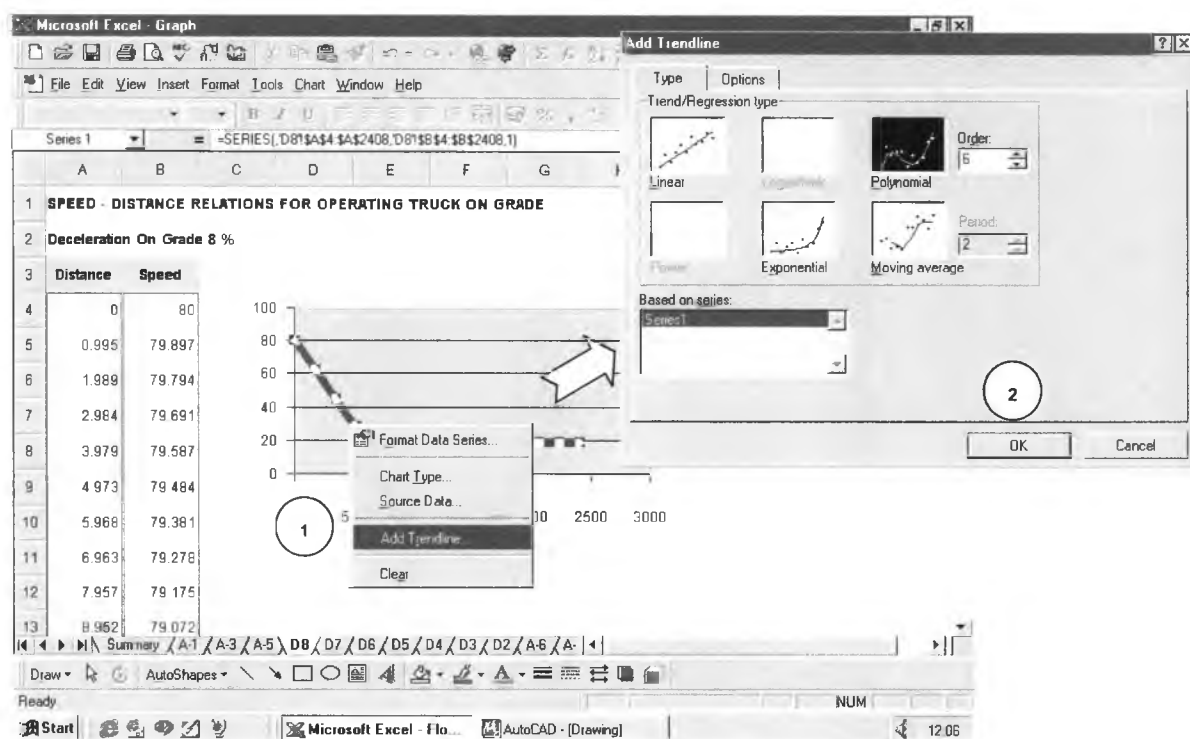 Microsoft Excel - Graph
File Edit View Insert Format Tools Chart Window Help
Series 1 = =SERIES(,'D8'!$A$4:$A$2408,'D8'!$B$4:$B$2408,1)
A B C D E F G
1 SPEED - DISTANCE RELATIONS FOR OPERATING TRUCK ON GRADE
2 Deceleration On Grade 8 %
3 Distance Speed
4 0 80
5 0.995 79.897
6 1.989 79.794
7 2.984 79.691
8 3.979 79.587
9 4.973 79.484
10 5.968 79.381
11 6.963 79.278
12 7.957 79.175
13 8.952 79.072
100
80
60
40
20
0
2500 3000
Format Data Series...
Chart Type...
Source Data...
Add Trendline...
Clear
1
Add Trendline
Type Options
Trend/Regression type
Linear Logarithmic Polynomial
Order:
6
Power Exponential Moving average
Period:
2
Based on series:
Series1
2
OK Cancel
Summary A-1 A-3 A-5 D8 D7 D6 D5 D4 D3 D2 A-6 A-
Draw AutoShapes
Ready NUM
Start Microsoft Excel - Flo... AutoCAD - [Drawing] 12:06